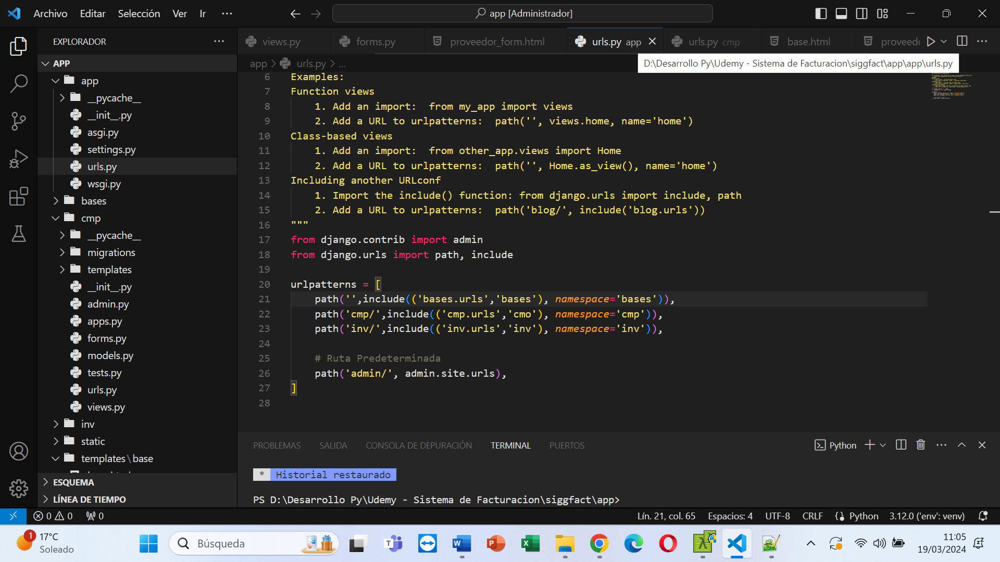 Archivo Editar Selección Ver Ir ···
app [Administrador]
EXPLORADOR
views.py
forms.py
proveedor_form.html
urls.py app
urls.py cmp
base.html
app > urls.py > ...
D:\Desarrollo Py\Udemy - Sistema de Facturacion\siggfact\app\app\urls.py
APP
app
__pycache__
__init__.py
asgi.py
settings.py
urls.py
wsgi.py
bases
cmp
__pycache__
migrations
templates
__init__.py
admin.py
apps.py
forms.py
models.py
tests.py
urls.py
views.py
inv
static
templates\base
ESQUEMA
LÍNEA DE TIEMPO
6 Examples:
7 Function views
8     1. Add an import:  from my_app import views
9     2. Add a URL to urlpatterns:  path('', views.home, name='home')
10 Class-based views
11     1. Add an import:  from other_app.views import Home
12     2. Add a URL to urlpatterns:  path('', Home.as_view(), name='home')
13 Including another URLconf
14     1. Import the include() function: from django.urls import include, path
15     2. Add a URL to urlpatterns:  path('blog/', include('blog.urls'))
16 """
17 from django.contrib import admin
18 from django.urls import path, include
19
20 urlpatterns = [
21     path('',include(('bases.urls','bases'), namespace='bases')),
22     path('cmp/',include(('cmp.urls','cmo'), namespace='cmp')),
23     path('inv/',include(('inv.urls','inv'), namespace='inv')),
24
25     # Ruta Predeterminada
26     path('admin/', admin.site.urls),
27 ]
28
PROBLEMAS SALIDA CONSOLA DE DEPURACIÓN TERMINAL PUERTOS
Python
* Historial restaurado
PS D:\Desarrollo Py\Udemy - Sistema de Facturacion\siggfact\app>
0 0 0
Lín. 21, col. 65 Espacios: 4 UTF-8 CRLF Python 3.12.0 ('env': venv)
1 17°C
Soleado
Búsqueda
11:05
19/03/2024